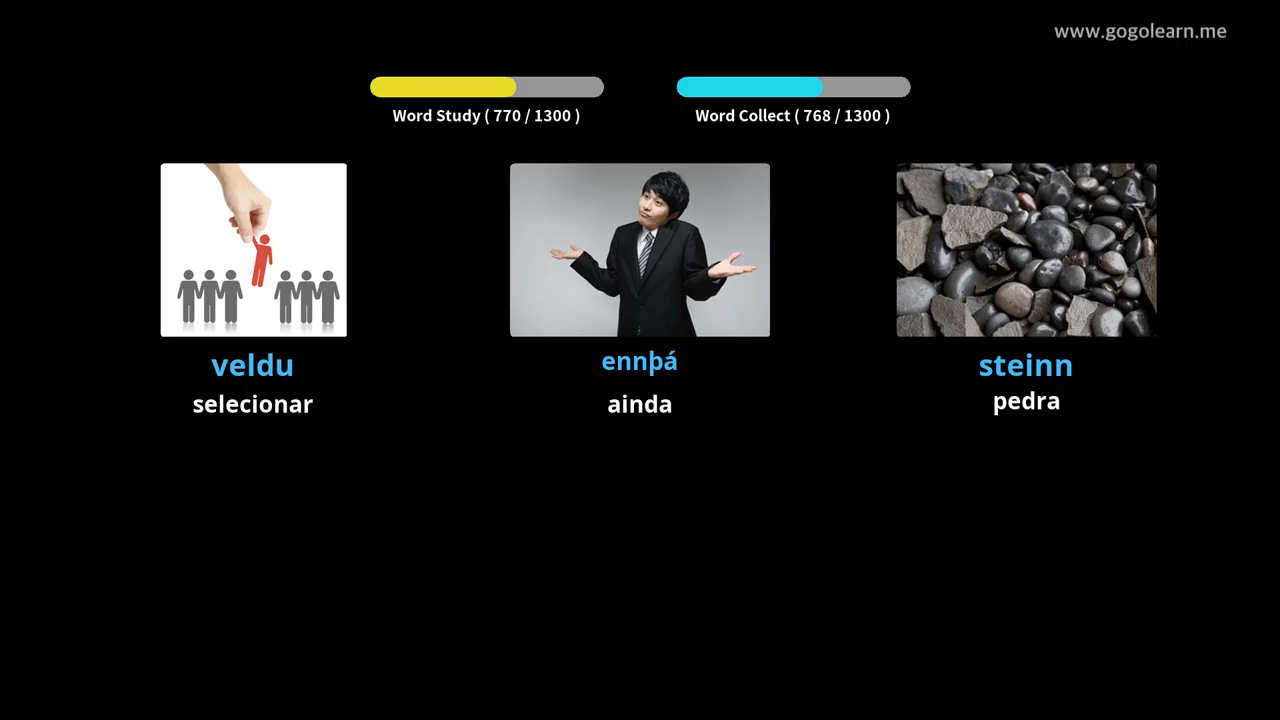 www.gogolearn.me
Word Study ( 770 / 1300 )
Word Collect ( 768 / 1300 )
veldu
selecionar
ennþá
ainda
steinn
pedra